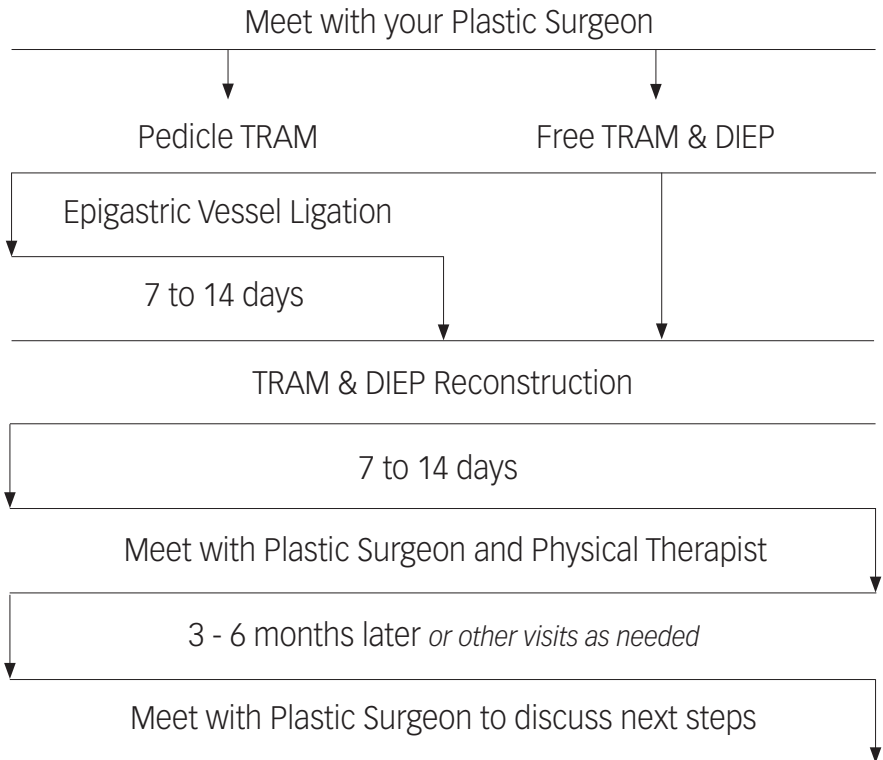 Meet with your Plastic Surgeon
Pedicle TRAM
Free TRAM & DIEP
Epigastric Vessel Ligation
7 to 14 days
TRAM & DIEP Reconstruction
7 to 14 days
Meet with Plastic Surgeon and Physical Therapist
3 - 6 months later or other visits as needed
Meet with Plastic Surgeon to discuss next steps